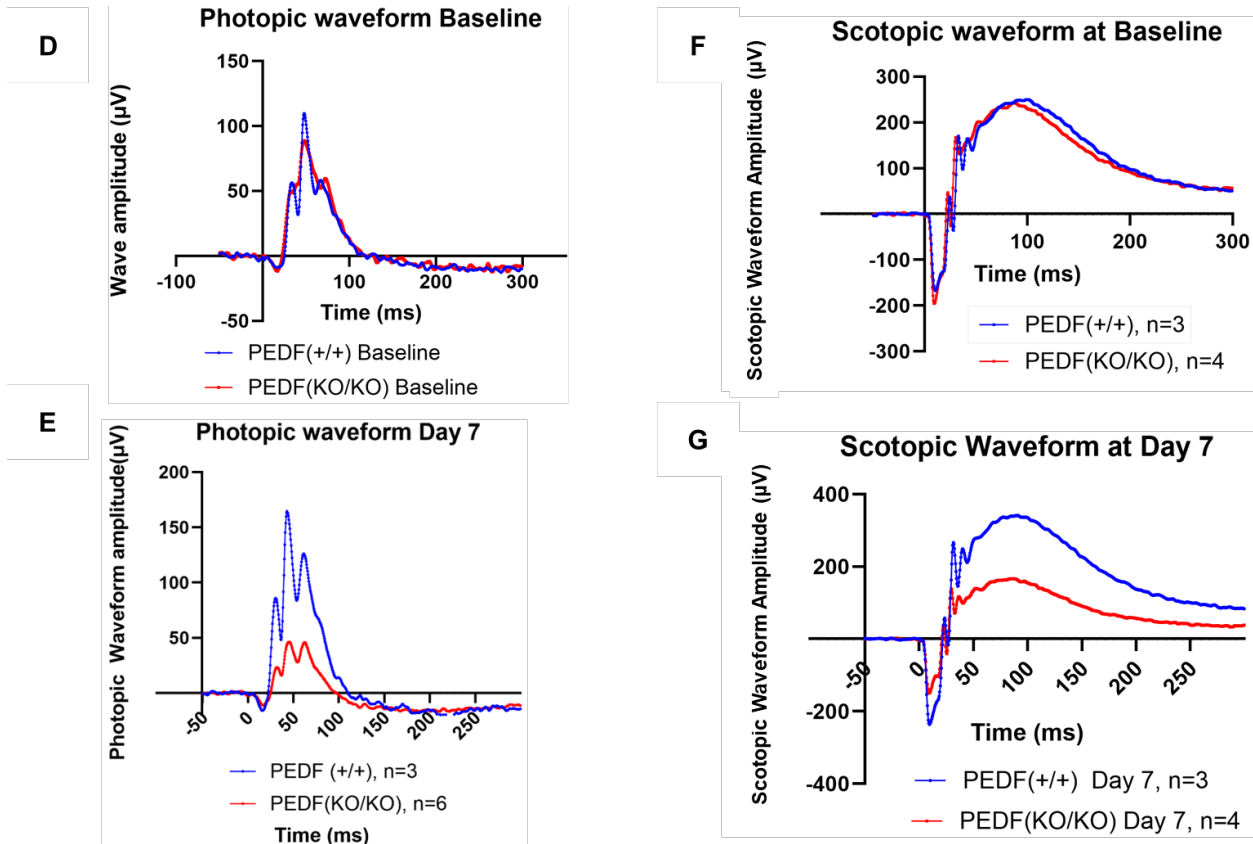 D
Photopic waveform Baseline
Wave amplitude (µV)
150
100
50
-50
-100
100
200
300
Time (ms)
PEDF(+/+) Baseline
PEDF(KO/KO) Baseline
E
Photopic waveform Day 7
Photopic Waveform amplitude(µV)
200
150
100
50
-50
0
50
100
150
200
250
PEDF (+/+), n=3
PEDF(KO/KO), n=6
Time (ms)
F
Scotopic waveform at Baseline
Scotopic Waveform Amplitude (µV)
300
200
100
-100
-200
-300
100
200
300
Time (ms)
PEDF(+/+), n=3
PEDF(KO/KO), n=4
G
Scotopic Waveform at Day 7
Scotopic Waveform Amplitude (µV)
400
200
-200
-400
-50
0
50
100
150
200
250
Time (ms)
PEDF(+/+) Day 7, n=3
PEDF(KO/KO) Day 7, n=4